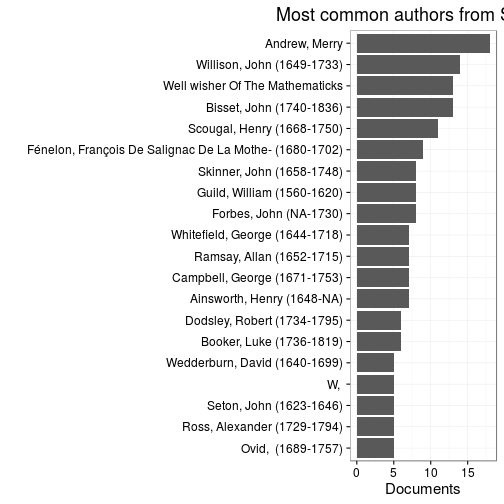 Most common authors from S
Andrew, Merry
Willison, John (1649-1733)
Well wisher Of The Mathematicks
Bisset, John (1740-1836)
Scougal, Henry (1668-1750)
Fénelon, François De Salignac De La Mothe- (1680-1702)
Skinner, John (1658-1748)
Guild, William (1560-1620)
Forbes, John (NA-1730)
Whitefield, George (1644-1718)
Ramsay, Allan (1652-1715)
Campbell, George (1671-1753)
Ainsworth, Henry (1648-NA)
Dodsley, Robert (1734-1795)
Booker, Luke (1736-1819)
Wedderburn, David (1640-1699)
W,
Seton, John (1623-1646)
Ross, Alexander (1729-1794)
Ovid, (1689-1757)
0 5 10 15
Documents